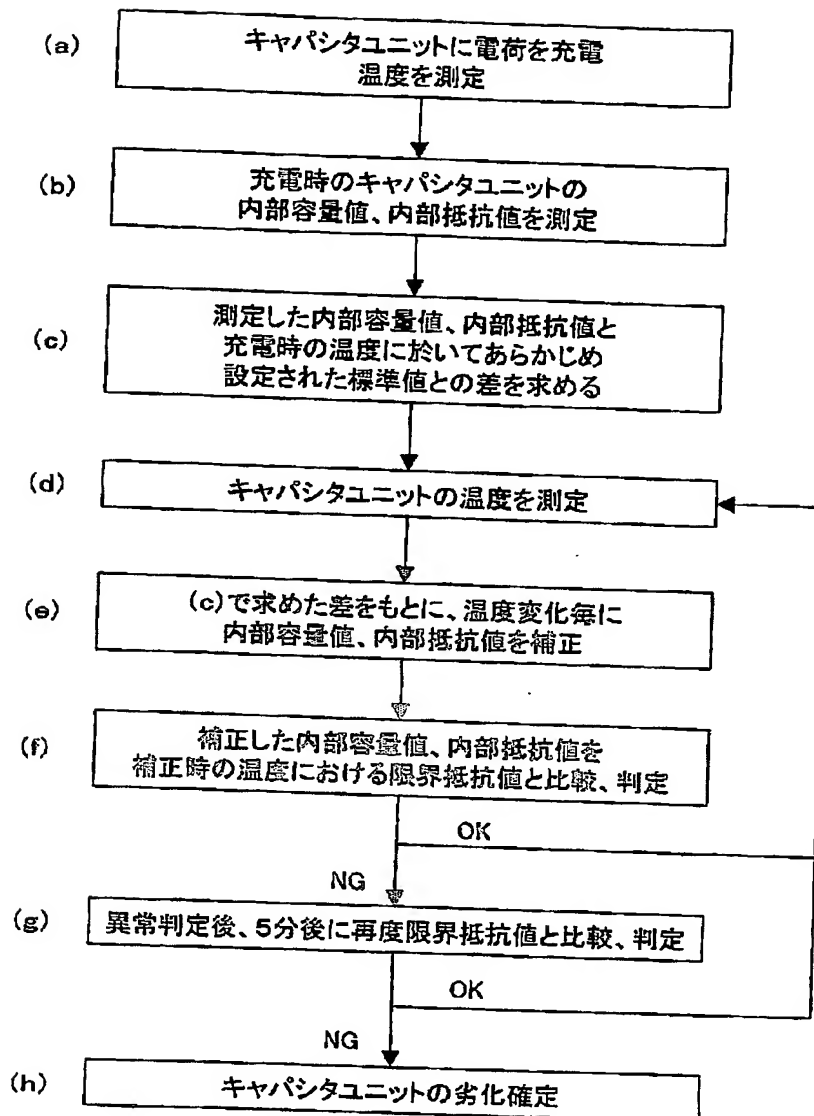 (a)
キャパシタユニットに電荷を充電
温度を測定
(b)
充電時のキャパシタユニットの
内部容量値、内部抵抗値を測定
(c)
測定した内部容量値、内部抵抗値と
充電時の温度に於いてあらかじめ
設定された標準値との差を求める
(d)
キャパシタユニットの温度を測定
(e)
(c)で求めた差をもとに、温度変化毎に
内部容量値、内部抵抗値を補正
(f)
補正した内部容量値、内部抵抗値を
補正時の温度における限界抵抗値と比較、判定
OK
NG
(g)
異常判定後、5分後に再度限界抵抗値と比較、判定
OK
NG
(h)
キャパシタユニットの劣化確定